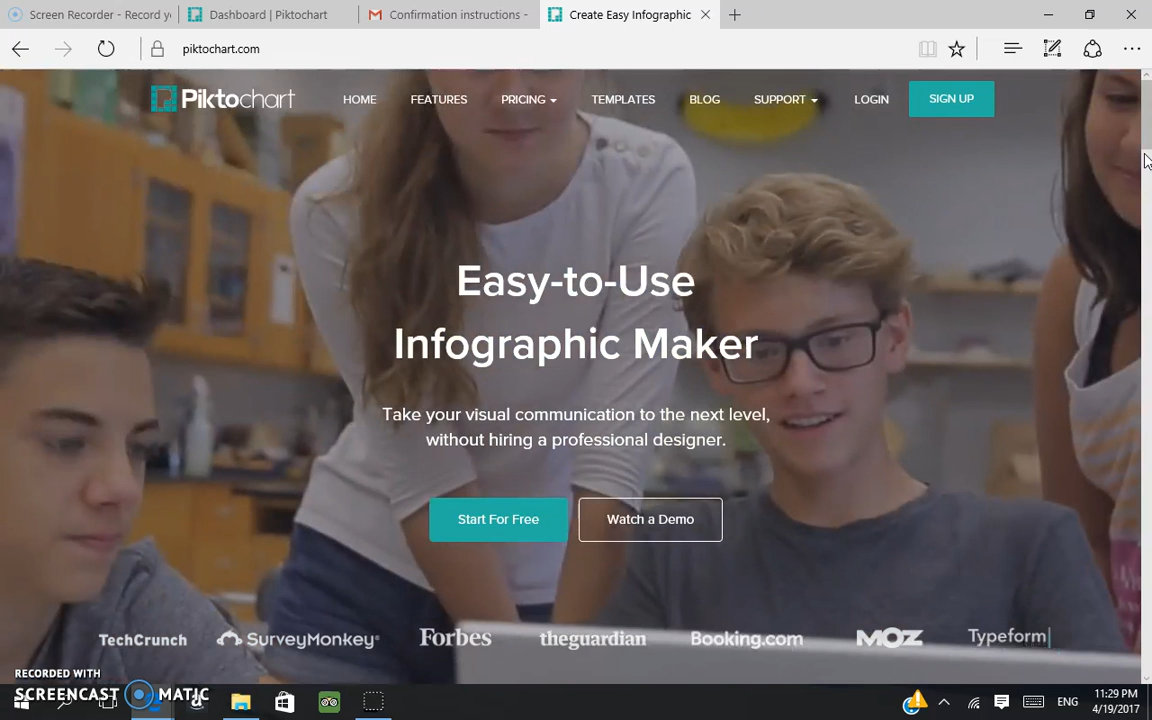 Screen Recorder - Record y
Dashboard | Piktochart
Confirmation instructions -
Create Easy Infographic
piktochart.com
Piktochart
HOME
FEATURES
PRICING
TEMPLATES
BLOG
SUPPORT
LOGIN
SIGN UP
Easy-to-Use
Infographic Maker
Take your visual communication to the next level,
without hiring a professional designer.
Start For Free
Watch a Demo
TechCrunch
SurveyMonkey
Forbes
theguardian
Booking.com
MOZ
Typeform
RECORDED WITH
SCREENCAST MATIC
ENG
11:29 PM
4/19/2017